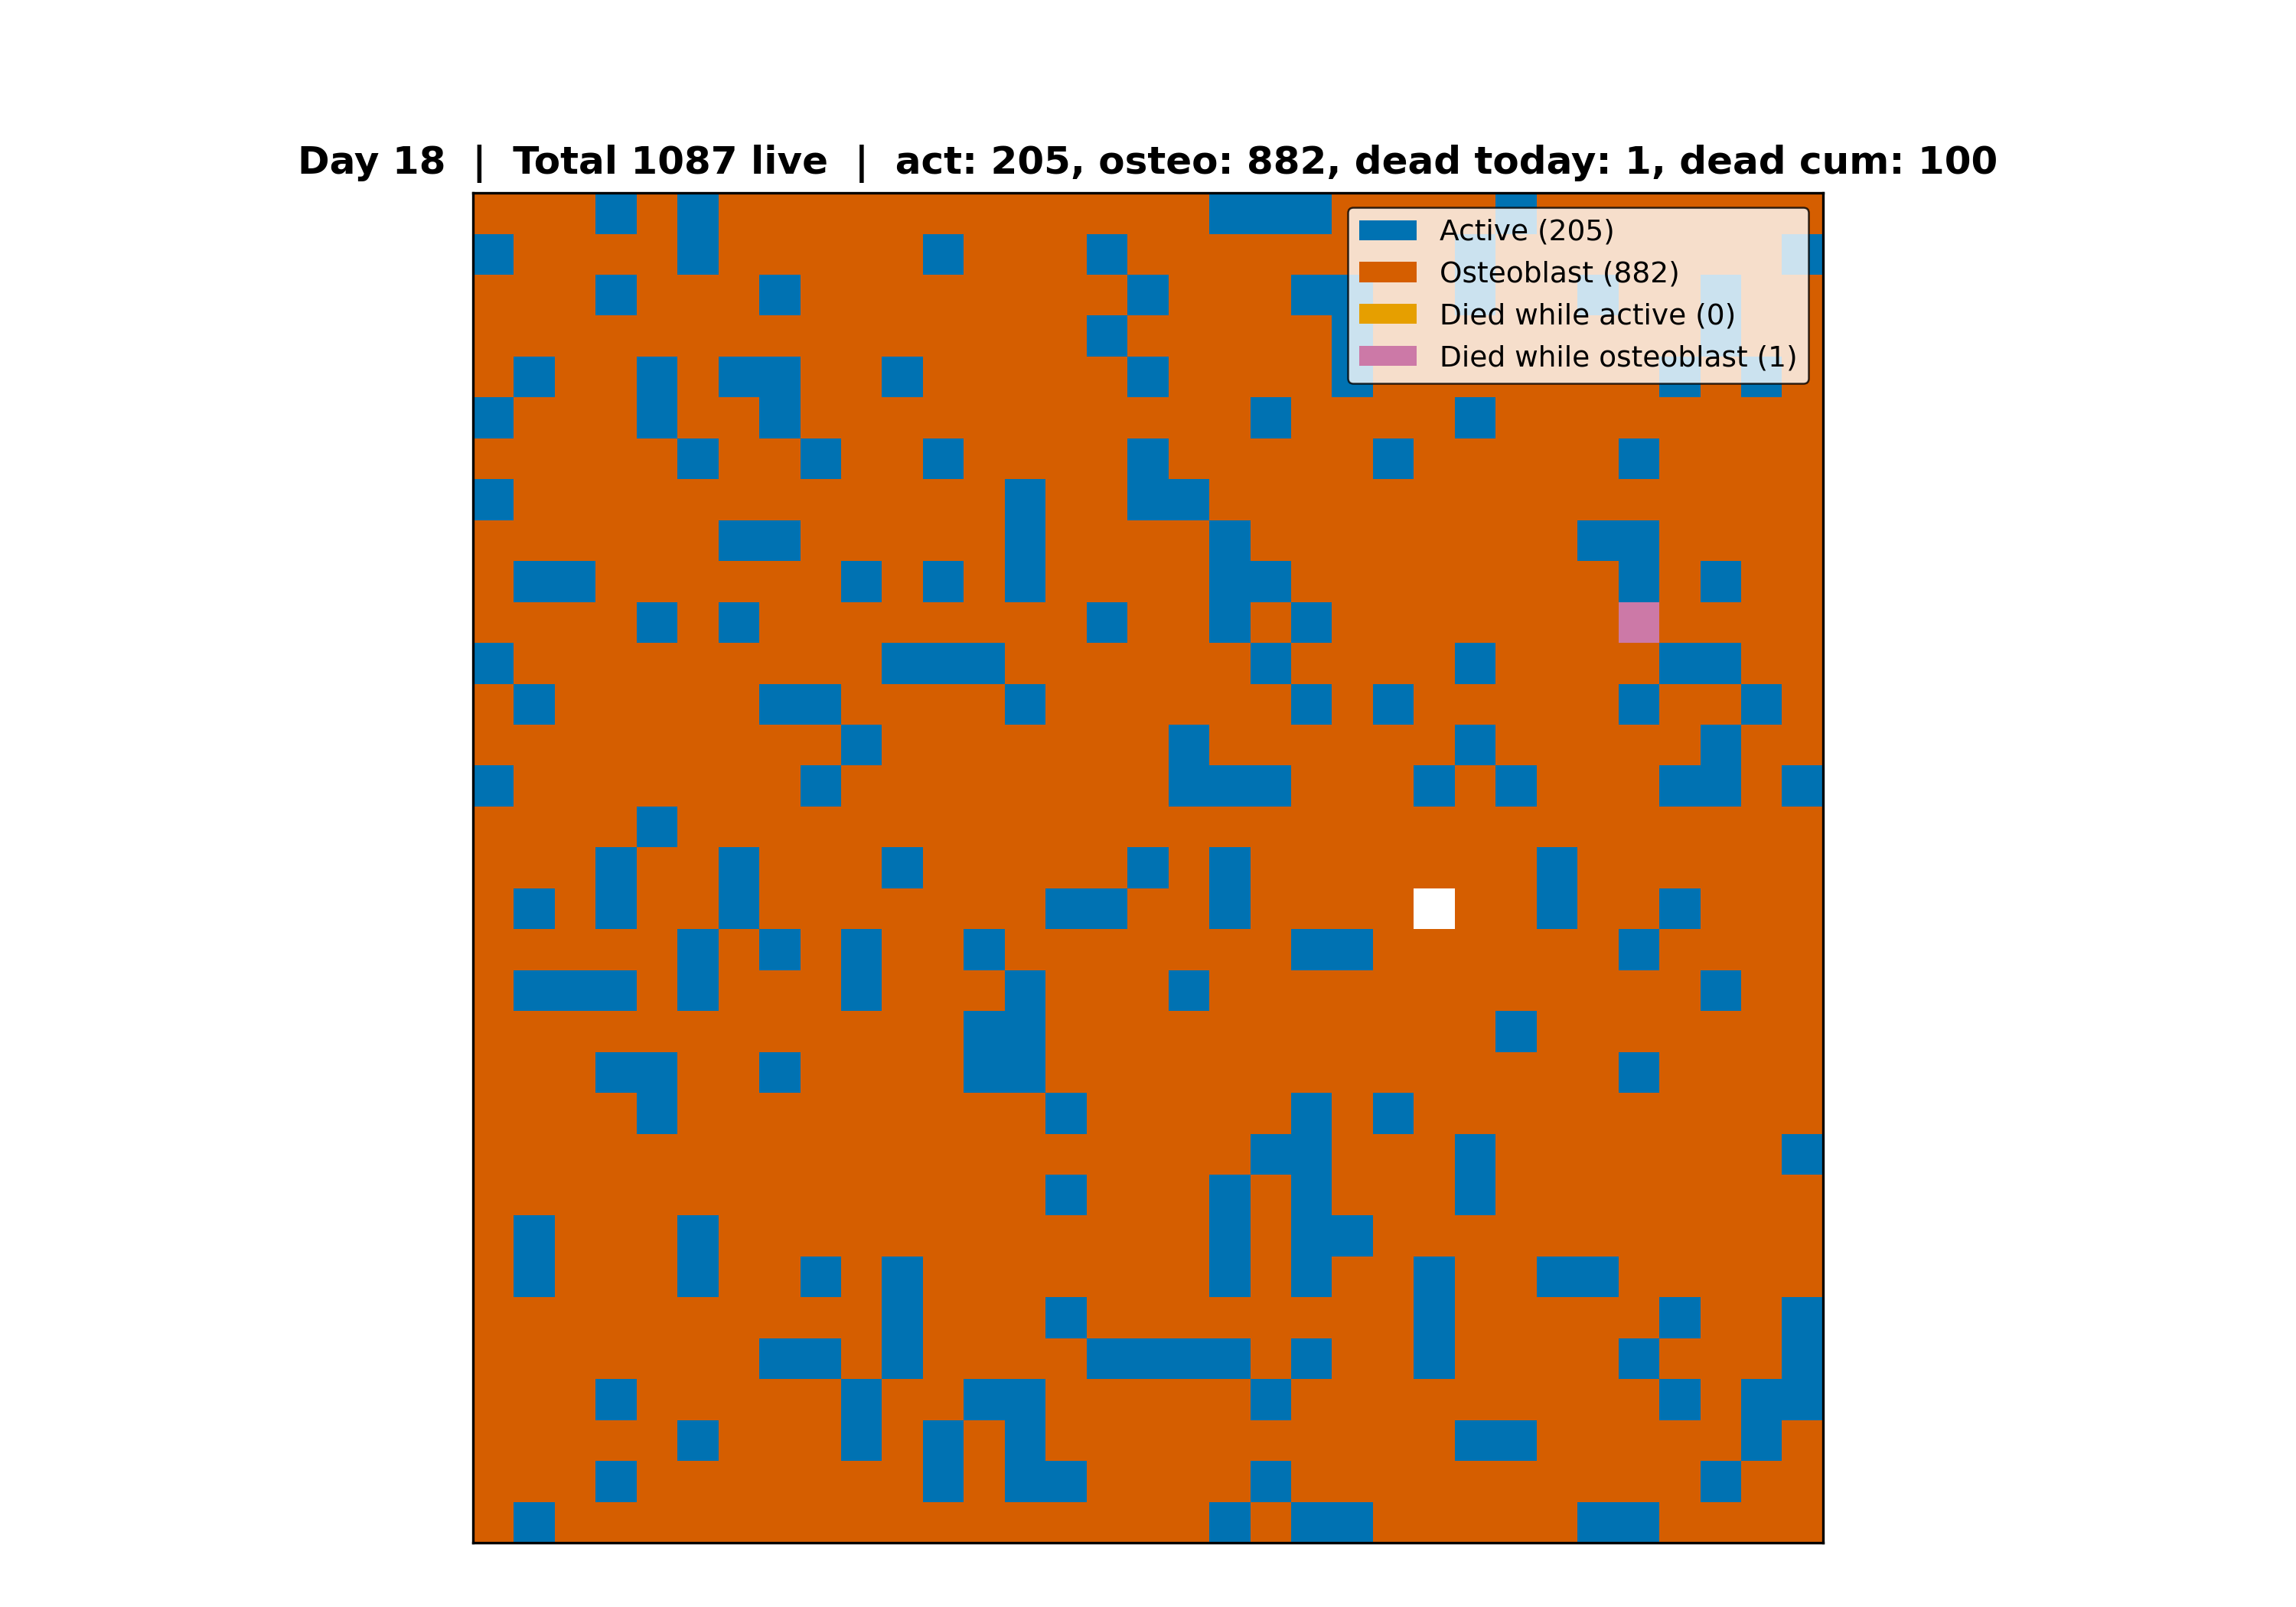 Day 18 | Total 1087 live | act: 205, osteo: 882, dead today: 1, dead cum: 100
Active (205)
Osteoblast (882)
Died while active (0)
Died while osteoblast (1)